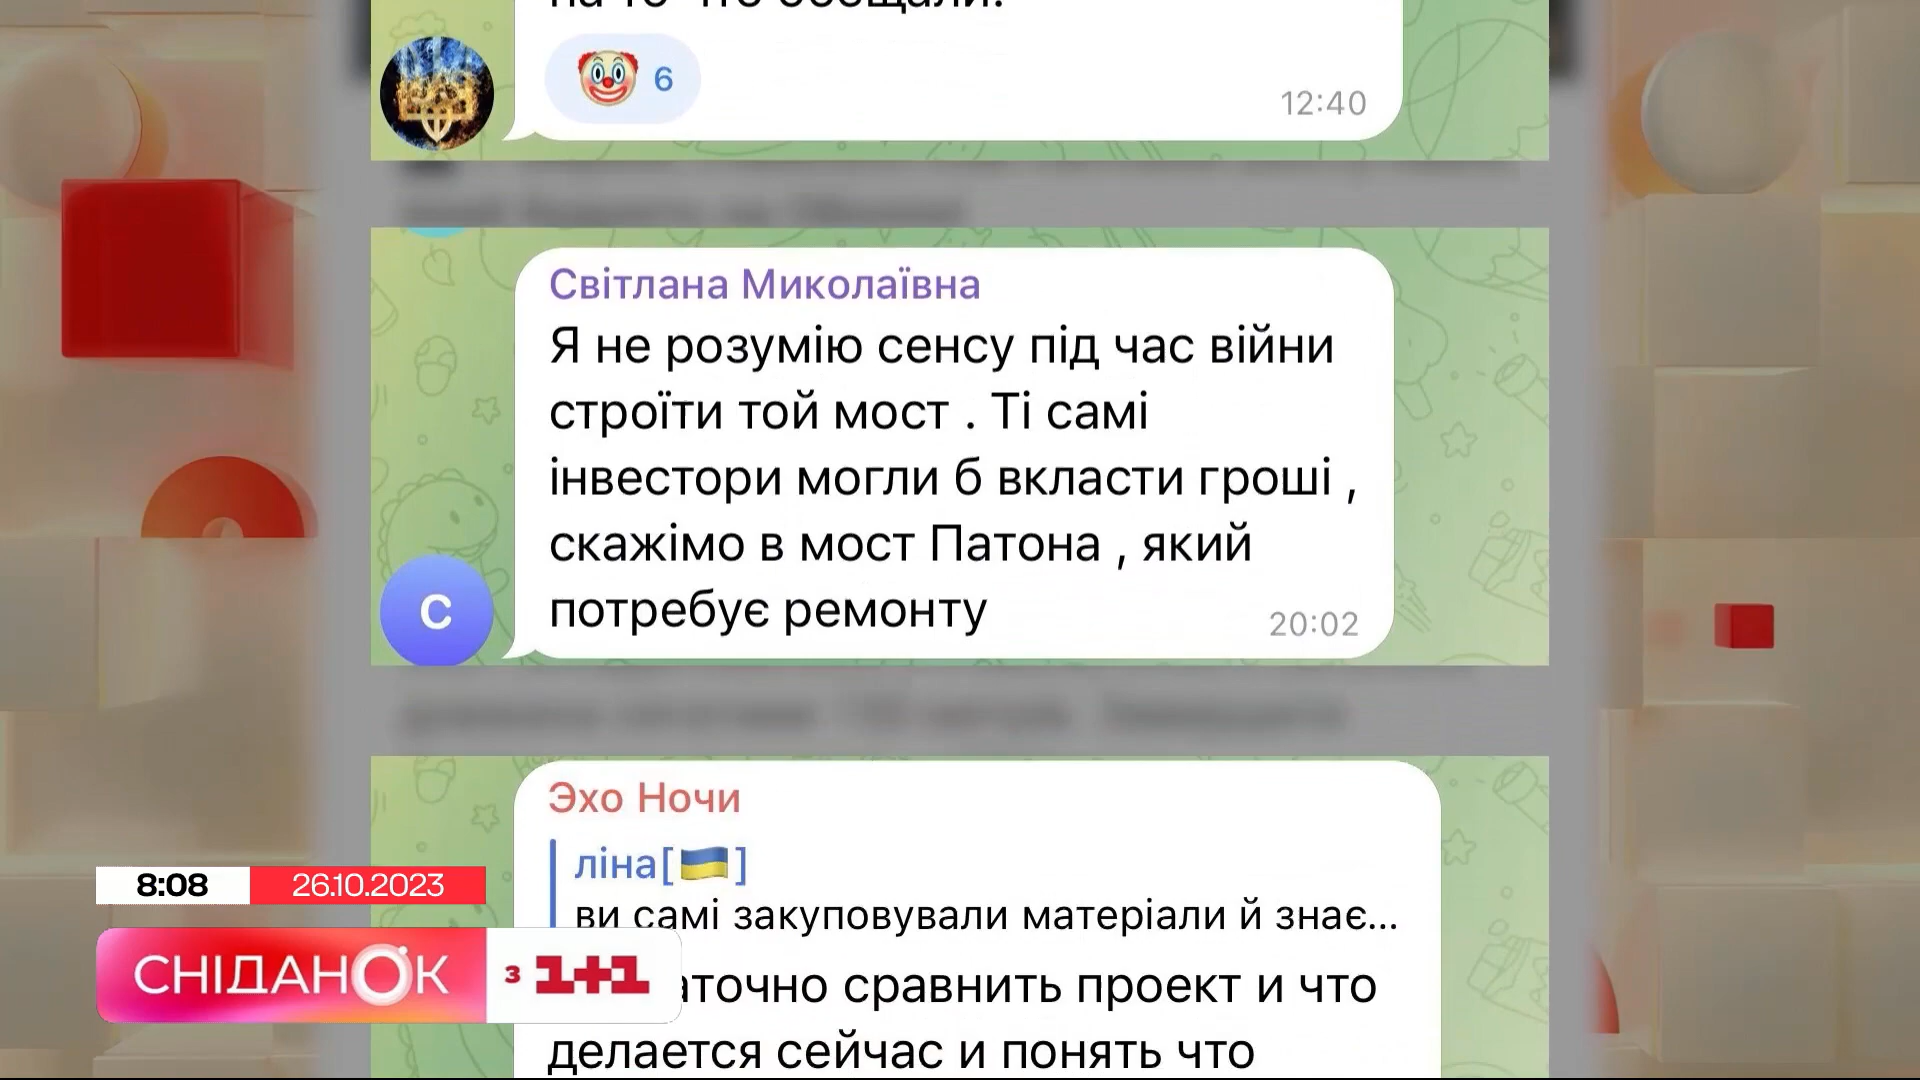 6
12:40
Світлана Миколаївна
Я не розумію сенсу під час війни
строїти той мост . Ті самі
інвестори могли б вкласти гроші ,
скажімо в мост Патона , який
потребує ремонту
20:02
С
Эхо Ночи
ліна[🇺🇦]
ви самі закуповували матеріали й знає...
сравнить проект и что
делается сейчас и понять что
8:08
26.10.2023
СНІДАНОК
з 1+1